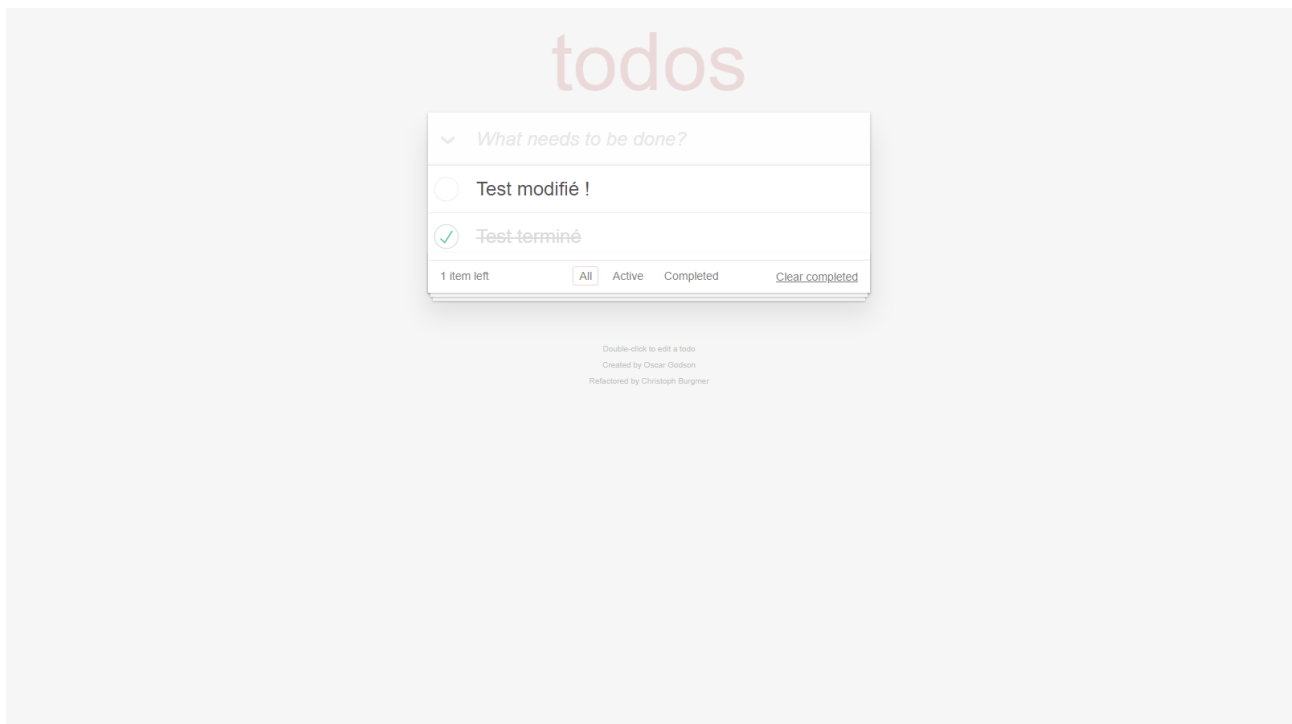 todos
What needs to be done?
Test modifié !
Test terminé
1 item left All Active Completed Clear completed
Double-click to edit a todo
Created by Oscar Godson
Refactored by Christoph Burgmer